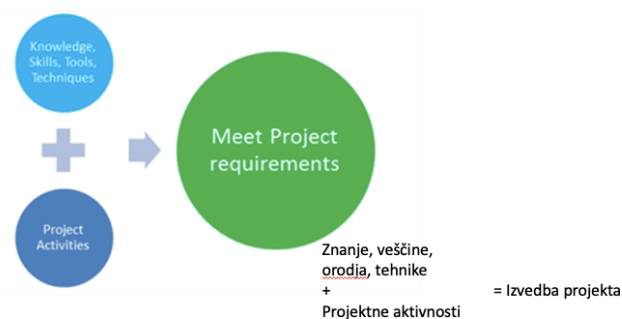 Knowledge,
Skills, Tools,
Techniques
Project
Activities
Meet Project
requirements
Znanje, veščine,
orodja, tehnike
+
Projektne aktivnosti
= Izvedba projekta